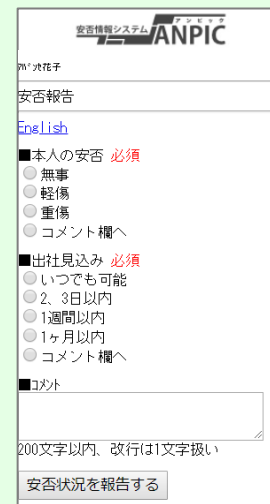 アンピック
安否情報システム ANPIC
ｱﾝﾋﾟｯｸ花子
安否報告
English
■本人の安否 必須
無事
軽傷
重傷
コメント欄へ
■出社見込み 必須
いつでも可能
2、3日以内
1週間以内
1ヶ月以内
コメント欄へ
■ｺﾒﾝﾄ
200文字以内、改行は1文字扱い
安否状況を報告する